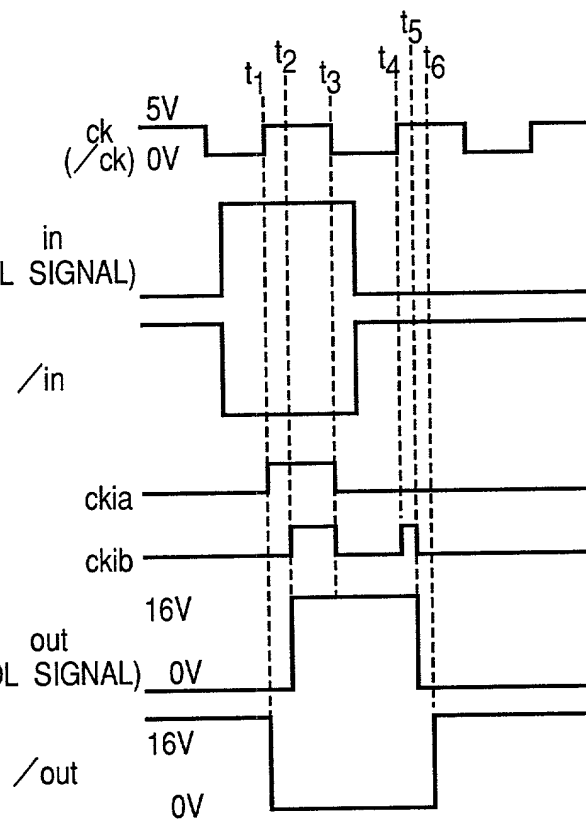 t1 t2 t3 t4 t5 t6
ck 5V
(/ck) 0V
in
L SIGNAL)
/in
ckia
ckib
16V
out
OL SIGNAL) 0V
16V
/out
0V